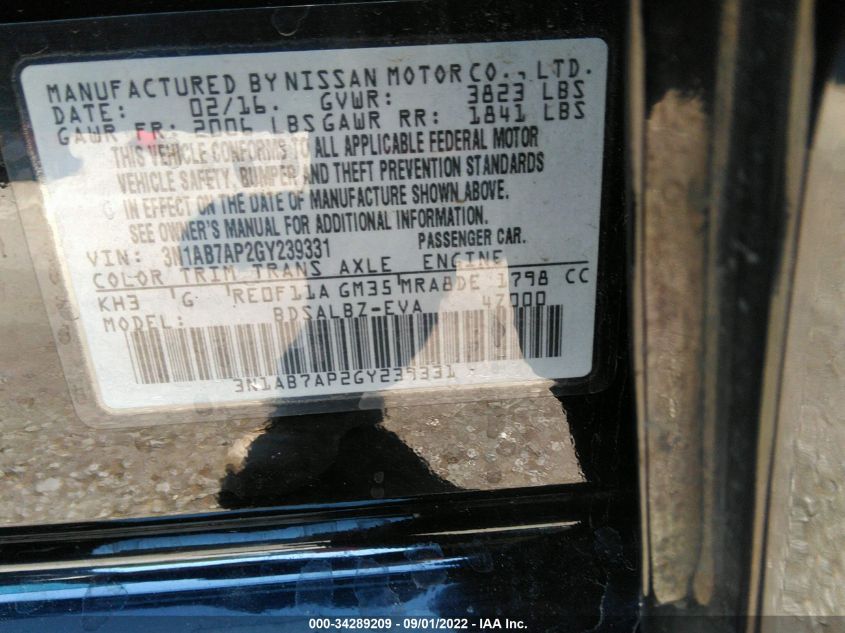 MANUFACTURED BY NISSAN MOTOR CO., LTD.
DATE: 02/16. GVWR: 3823 LBS
GAWR FR: 2006 LBS GAWR RR: 1841 LBS
THIS VEHICLE CONFORMS TO ALL APPLICABLE FEDERAL MOTOR
VEHICLE SAFETY, BUMPER AND THEFT PREVENTION STANDARDS
IN EFFECT ON THE DATE OF MANUFACTURE SHOWN ABOVE.
SEE OWNER'S MANUAL FOR ADDITIONAL INFORMATION.
VIN: 3N1AB7AP2GY239331 PASSENGER CAR.
COLOR TRIM TRANS AXLE ENGINE
KH3 G RE0F11A GM35 MRA8DE 1798 CC
MODEL: BDSALBZ-EVA 47000
3N1AB7AP2GY239331
000-34289209 - 09/01/2022 - IAA Inc.